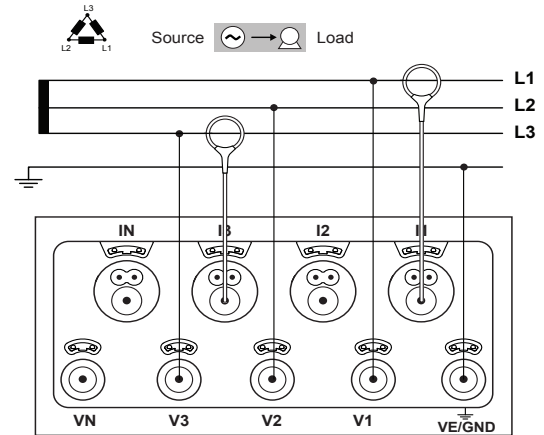 L3
L2 L1
Source Load
L1
L2
L3
IN I3 I2 I1
VN V3 V2 V1 VE/GND